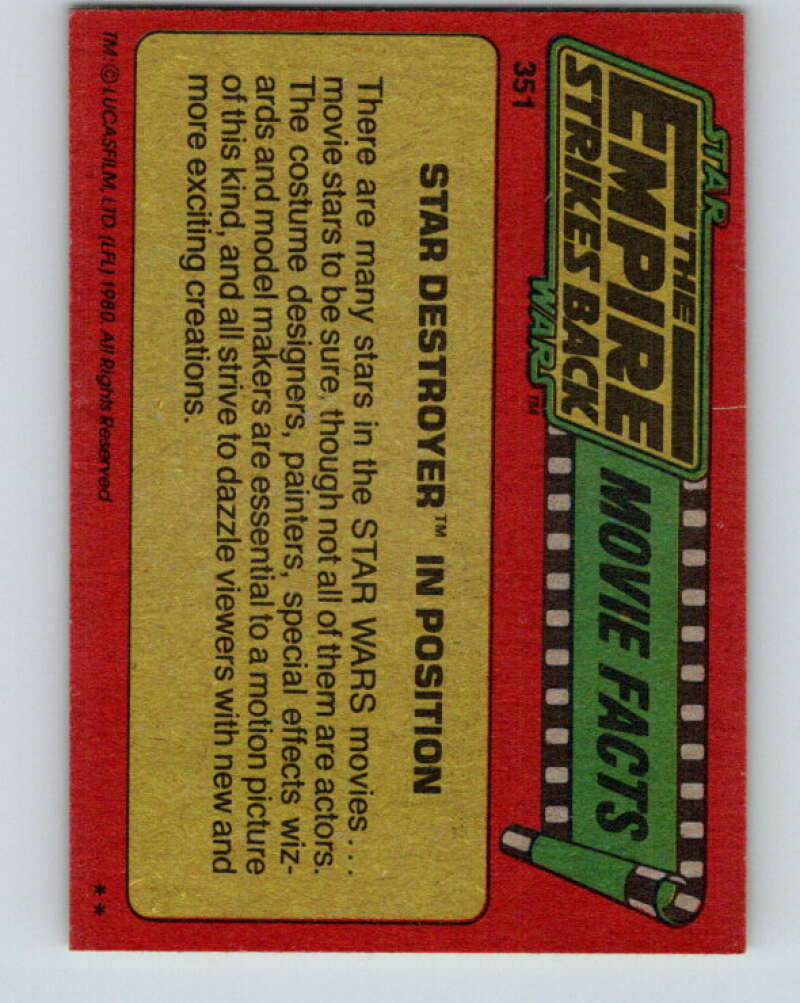 STAR
THE
EMPIRE
STRIKES BACK
WARS™
MOVIE FACTS
351
STAR DESTROYER™ IN POSITION
There are many stars in the STAR WARS movies...
movie stars to be sure, though not all of them are actors.
The costume designers, painters, special effects wiz-
ards and model makers are essential to a motion picture
of this kind, and all strive to dazzle viewers with new and
more exciting creations.
TM © LUCASFILM, LTD. (LFL) 1980. All Rights Reserved
**